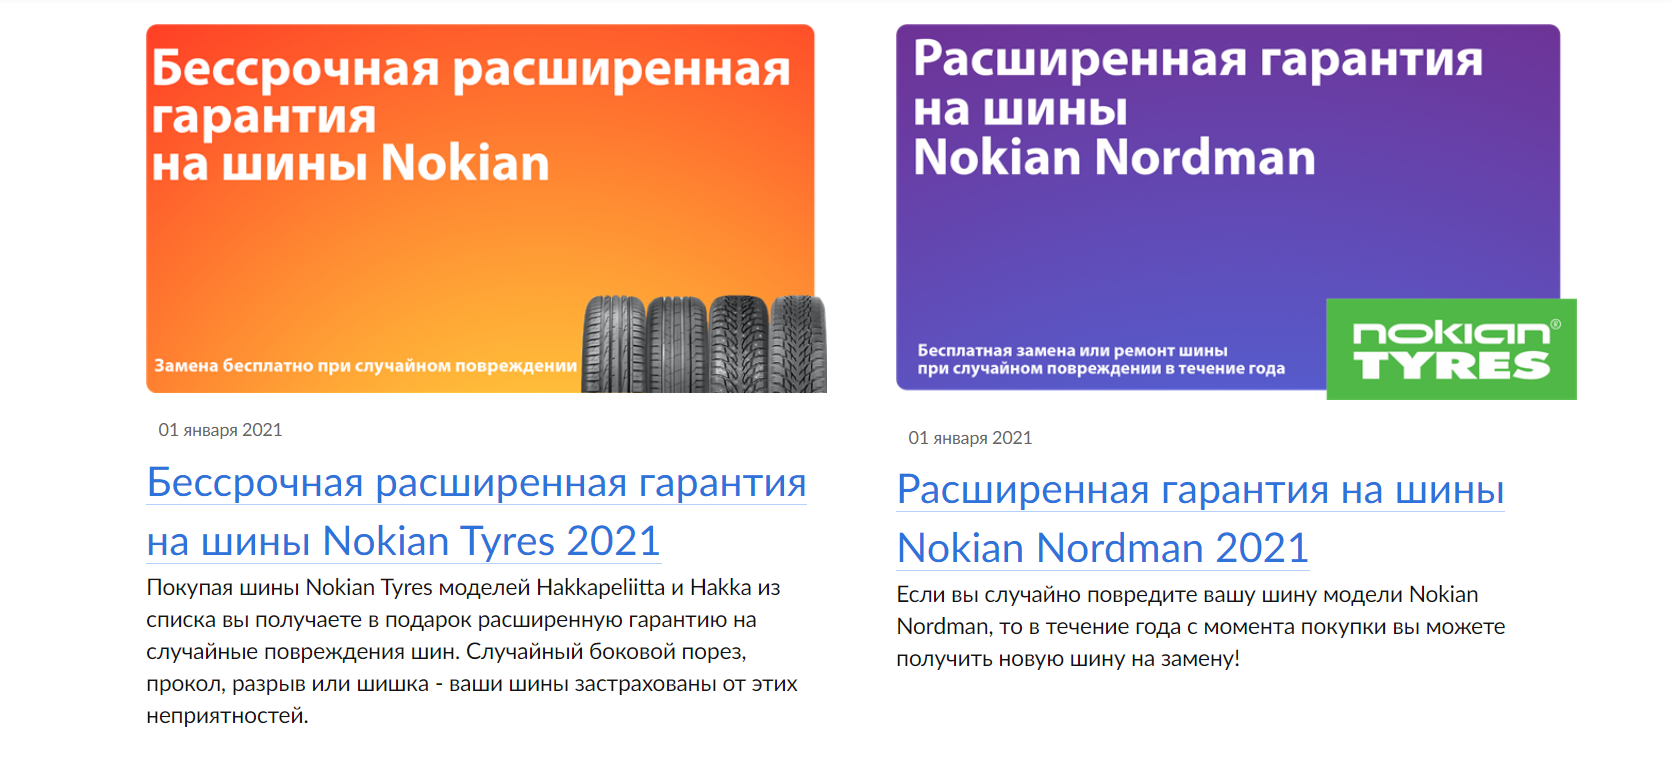 Бессрочная расширенная
гарантия
на шины Nokian
Замена бесплатно при случайном повреждении
01 января 2021
Бессрочная расширенная гарантия
на шины Nokian Tyres 2021
Покупая шины Nokian Tyres моделей Hakkapeliitta и Hakka из
списка вы получаете в подарок расширенную гарантию на
случайные повреждения шин. Случайный боковой порез,
прокол, разрыв или шишка - ваши шины застрахованы от этих
неприятностей.
Расширенная гарантия
на шины
Nokian Nordman
Бесплатная замена или ремонт шины
при случайном повреждении в течение года
nokian®
TYRES
01 января 2021
Расширенная гарантия на шины
Nokian Nordman 2021
Если вы случайно повредите вашу шину модели Nokian
Nordman, то в течение года с момента покупки вы можете
получить новую шину на замену!